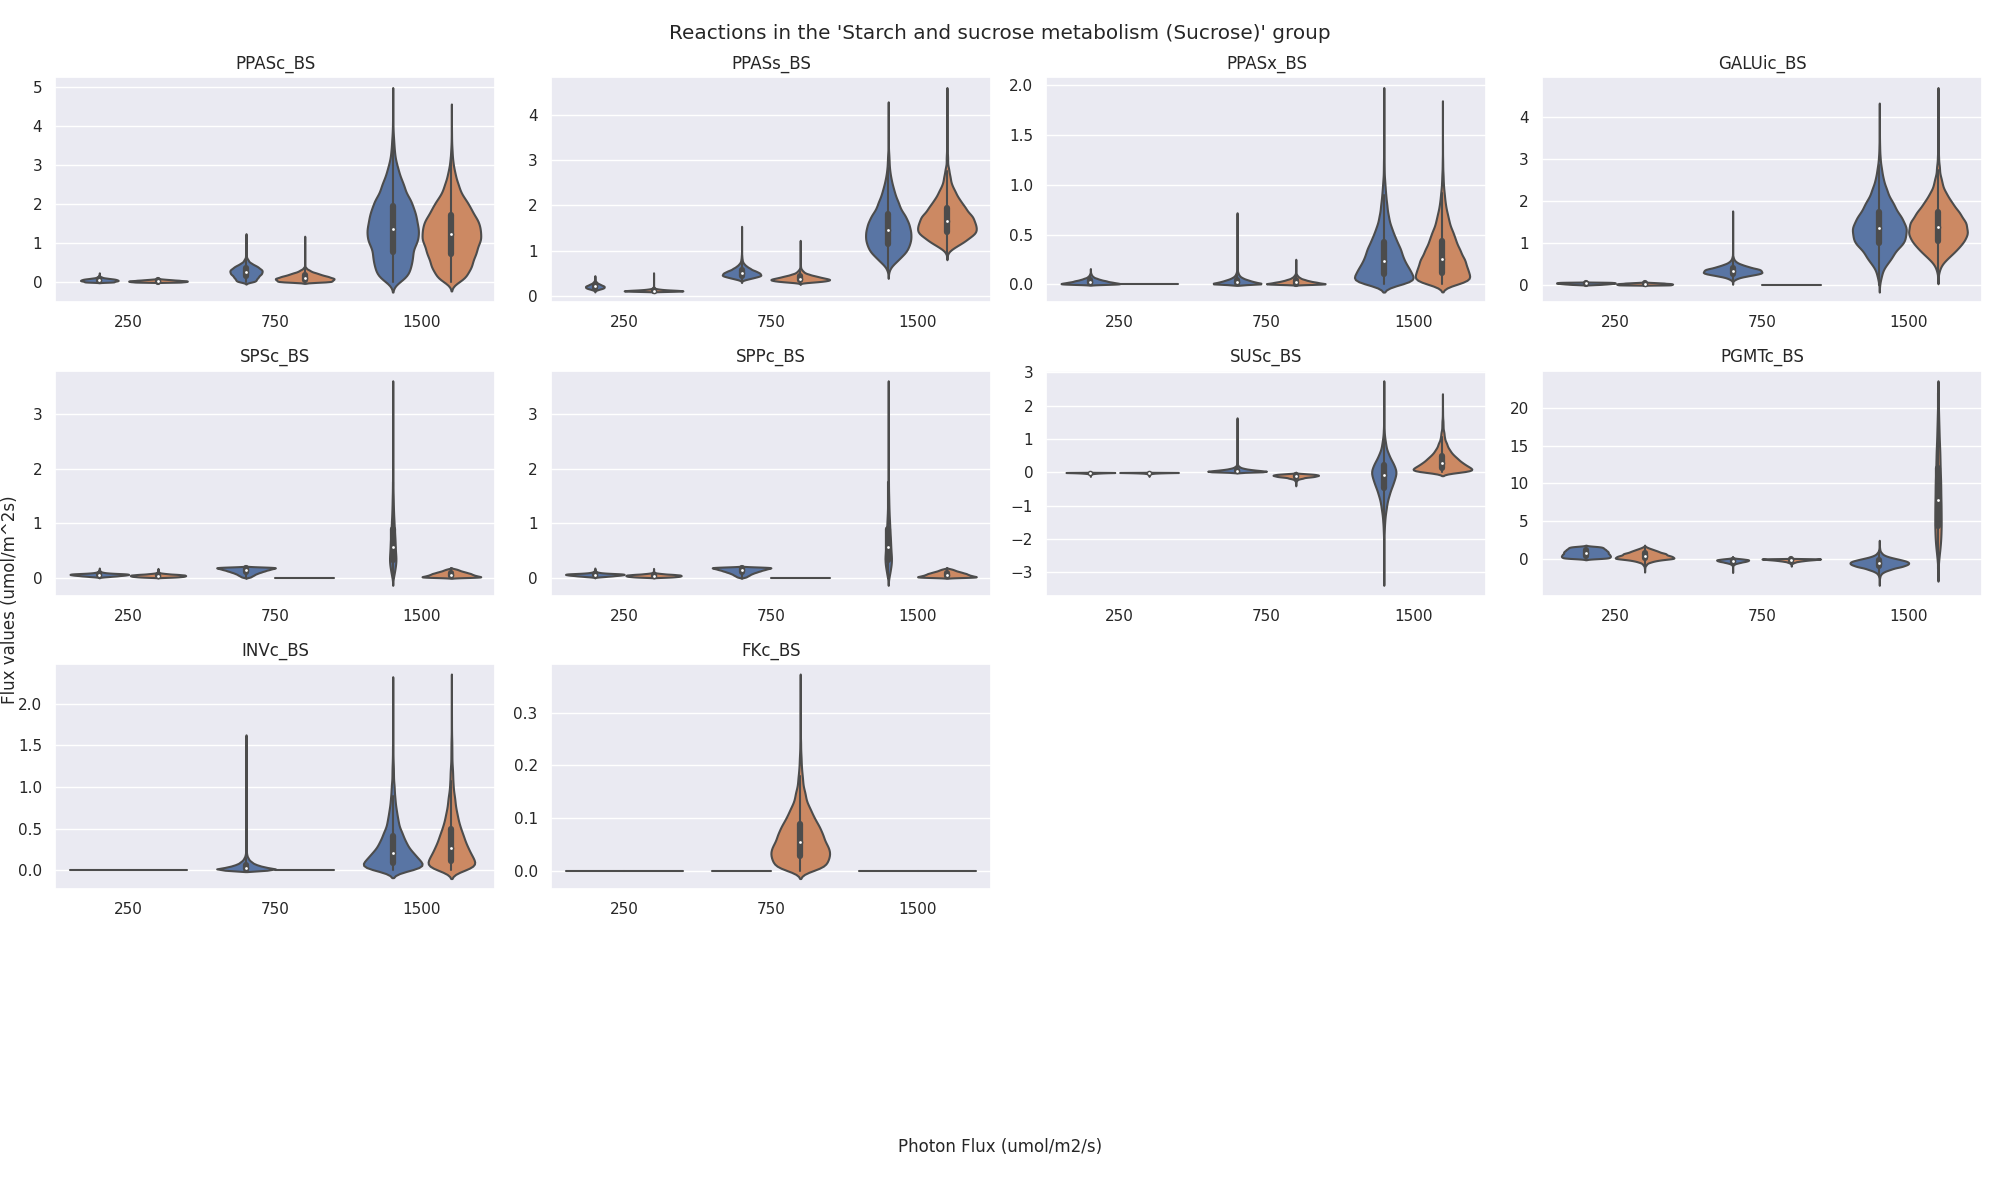 Reactions in the 'Starch and sucrose metabolism (Sucrose)' group
PPASc_BS
5
4
3
2
1
0
250 750 1500
PPASs_BS
4
3
2
1
0
250 750 1500
PPASx_BS
2.0
1.5
1.0
0.5
0.0
250 750 1500
GALUic_BS
4
3
2
1
0
250 750 1500
SPSc_BS
3
2
1
0
250 750 1500
SPPc_BS
3
2
1
0
250 750 1500
SUSc_BS
3
2
1
0
−1
−2
−3
250 750 1500
PGMTc_BS
20
15
10
5
0
250 750 1500
INVc_BS
2.0
1.5
1.0
0.5
0.0
250 750 1500
FKc_BS
0.3
0.2
0.1
0.0
250 750 1500
Flux values (umol/m^2s)
Photon Flux (umol/m2/s)